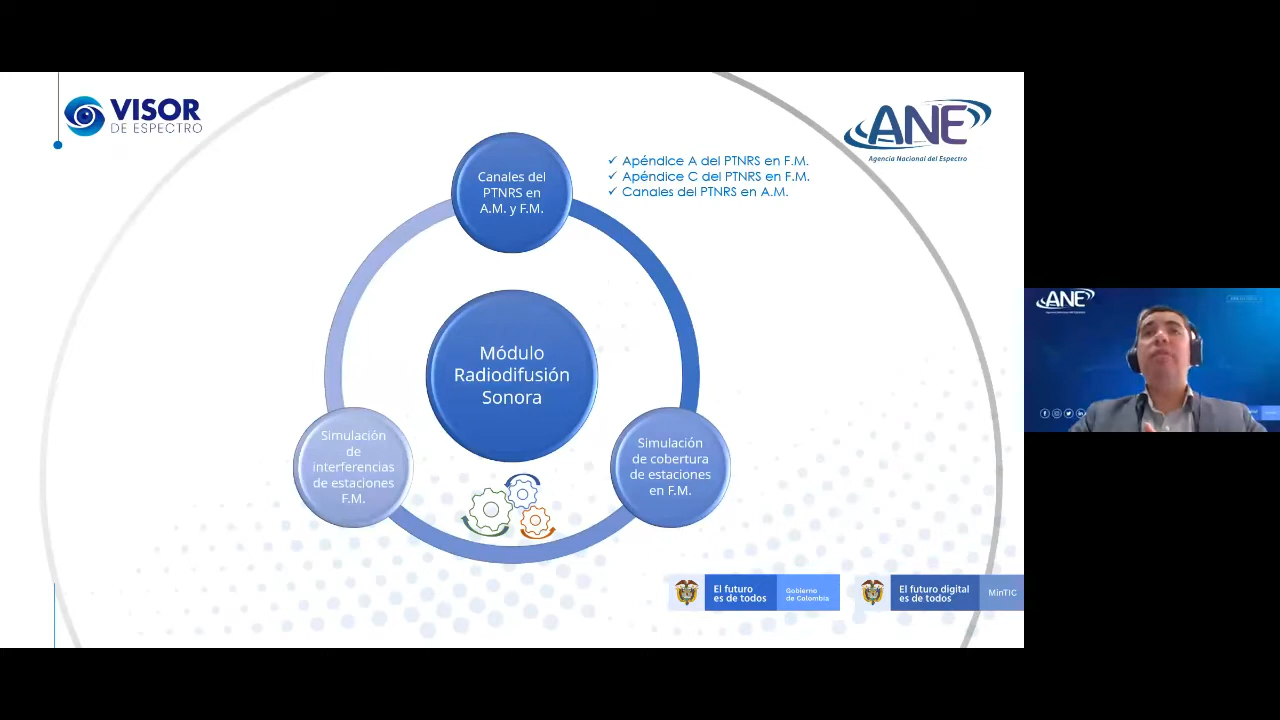 VISOR
DE ESPECTRO
ANE
Agencia Nacional del Espectro
Canales del
PTNRS en
A.M. y F.M.
✓ Apéndice A del PTNRS en F.M.
✓ Apéndice C del PTNRS en F.M.
✓ Canales del PTNRS en A.M.
Módulo
Radiodifusión
Sonora
Simulación
de
interferencias
de estaciones
F.M.
Simulación
de cobertura
de estaciones
en F.M.
El futuro
es de todos
Gobierno
de Colombia
El futuro digital
es de todos
MinTIC
ANE